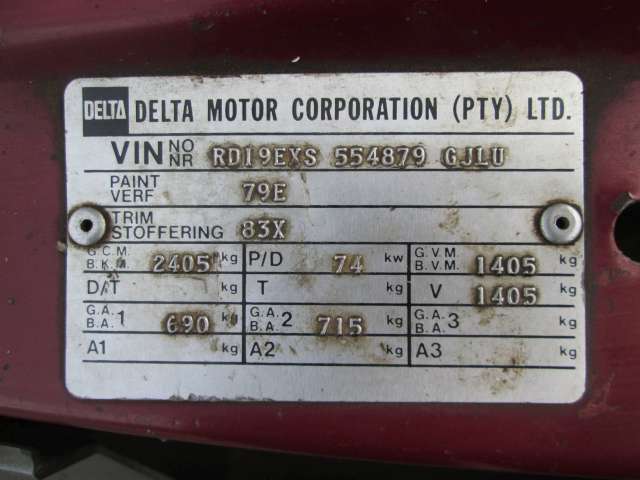 DELTA DELTA MOTOR CORPORATION (PTY) LTD.
VIN NO NR RD19EXS 554879 GJLU
PAINT VERF 79E
TRIM STOFFERING 83X
G.C.M. B.K.M. 2405 kg P/D 74 kw G.V.M. B.V.M. 1405 kg
D/T kg T kg V 1405 kg
G.A. B.A. 1 690 kg G.A. B.A. 2 715 kg G.A. B.A. 3 kg
A1 kg A2 kg A3 kg